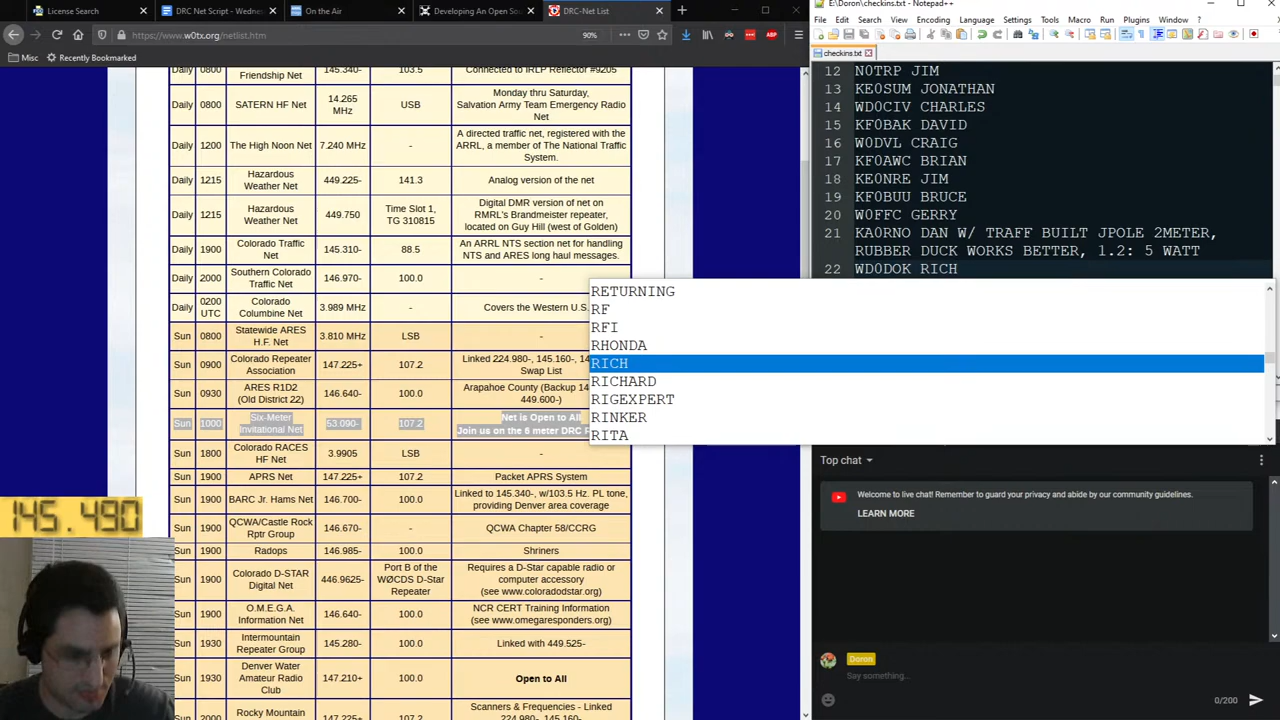 License Search
DRC Net Script - Wednesd
On the Air
Developing An Open Sou
DRC-Net List
https://www.w0tx.org/netlist.htm
90%
Misc
Recently Bookmarked
Friendship Net 145.340- 103.5 Connected to IRLP Reflector #9205
Daily 0800 SATERN HF Net 14.265 MHz USB Monday thru Saturday, Salvation Army Team Emergency Radio Net
Daily 1200 The High Noon Net 7.240 MHz - A directed traffic net, registered with the ARRL, a member of The National Traffic System.
Daily 1215 Hazardous Weather Net 449.225- 141.3 Analog version of the net
Daily 1215 Hazardous Weather Net 449.750 Time Slot 1, TG 310815 Digital DMR version of net on RMRL's Brandmeister repeater, located on Guy Hill (west of Golden)
Daily 1900 Colorado Traffic Net 145.310- 88.5 An ARRL NTS section net for handling NTS and ARES long haul messages.
Daily 2000 Southern Colorado Traffic Net 146.970- 100.0 -
Daily 0200 UTC Colorado Columbine Net 3.989 MHz - Covers the Western U.S.
Sun 0800 Statewide ARES H.F. Net 3.810 MHz LSB -
Sun 0900 Colorado Repeater Association 147.225+ 107.2 Linked 224.980-, 145.160-, 14 Swap List
Sun 0930 ARES R1D2 (Old District 22) 146.640- 100.0 Arapahoe County (Backup 14 449.600-)
Sun 1000 Six-Meter Invitational Net 53.090- 107.2 Net is Open to All Join us on the 6 meter DRC R
Sun 1800 Colorado RACES HF Net 3.9905 LSB -
Sun 1900 APRS Net 147.225+ 107.2 Packet APRS System
Sun 1900 BARC Jr. Hams Net 146.700- 100.0 Linked to 145.340-, w/103.5 Hz. PL tone, providing Denver area coverage
Sun 1900 QCWA/Castle Rock Rptr Group 146.670- - QCWA Chapter 58/CCRG
Sun 1900 Radops 146.985- 100.0 Shriners
Sun 1900 Colorado D-STAR Digital Net 446.9625- Port B of the WØCDS D-Star Repeater Requires a D-Star capable radio or computer accessory (see www.coloradodstar.org)
Sun 1900 O.M.E.G.A. Information Net 146.640- 100.0 NCR CERT Training Information (see www.omegaresponders.org)
Sun 1930 Intermountain Repeater Group 145.280- 100.0 Linked with 449.525-
Sun 1930 Denver Water Amateur Radio Club 147.210+ 100.0 Open to All
Sun 2000 Rocky Mountain 147.225+ 107.2 Scanners & Frequencies - Linked 224.980-, 145.160-,
145.430
E:\Doron\checkins.txt - Notepad++
File Edit Search View Encoding Language Settings Tools Macro Run Plugins Window ?
checkins.txt
12 N0TRP JIM
13 KE0SUM JONATHAN
14 WD0CIV CHARLES
15 KF0BAK DAVID
16 W0DVL CRAIG
17 KF0AWC BRIAN
18 KE0NRE JIM
19 KF0BUU BRUCE
20 W0FFC GERRY
21 KA0RNO DAN W/ TRAFF BUILT JPOLE 2METER,
RUBBER DUCK WORKS BETTER, 1.2: 5 WATT
22 WD0DOK RICH
RETURNING
RF
RFI
RHONDA
RICH
RICHARD
RIGEXPERT
RINKER
RITA
Top chat
Welcome to live chat! Remember to guard your privacy and abide by our community guidelines.
LEARN MORE
Doron
Say something...
0/200